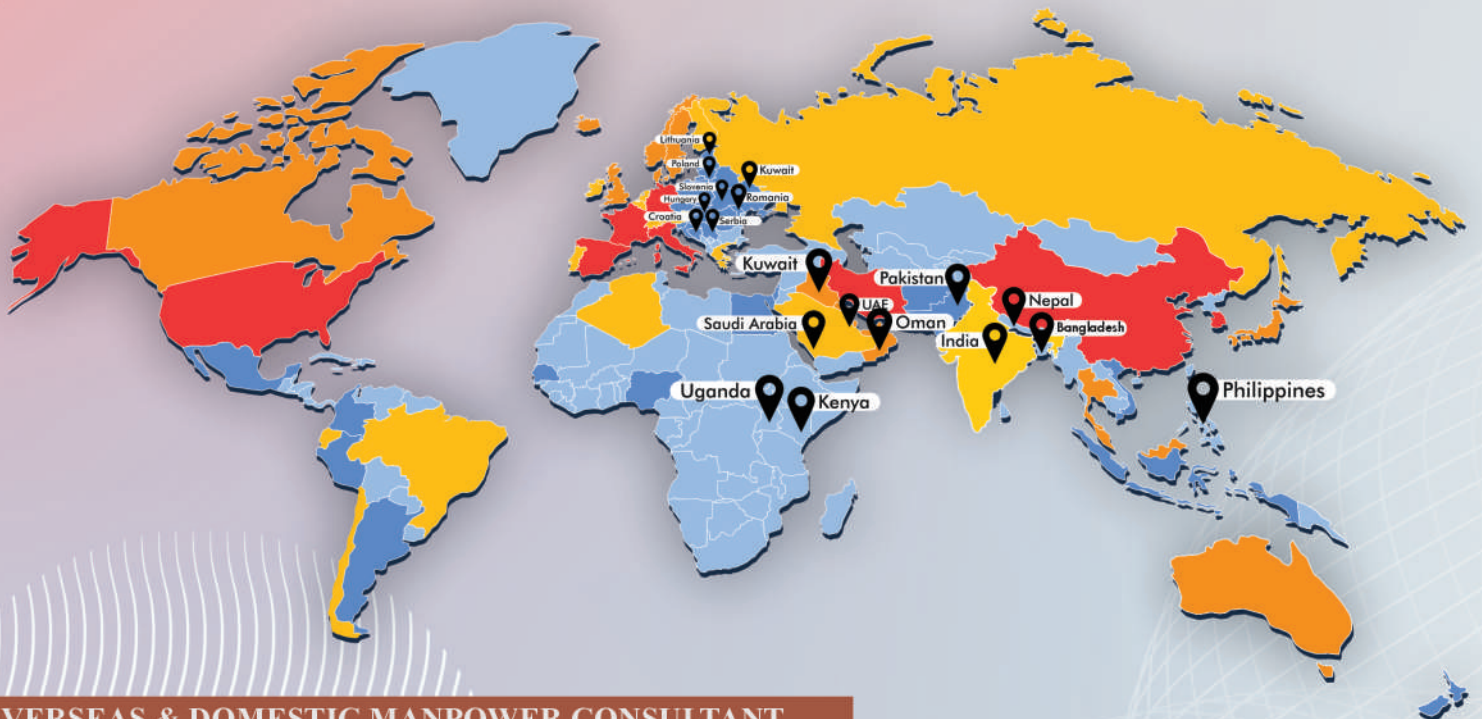 Lithuania
Poland
Kuwait
Slovenia
Hungary
Romania
Croatia
Serbia
Kuwait
Pakistan
UAE
Nepal
Saudi Arabia
Oman
India
Bangladesh
Uganda
Kenya
Philippines
VERSEAS & DOMESTIC MANPOWER CONSULTANT